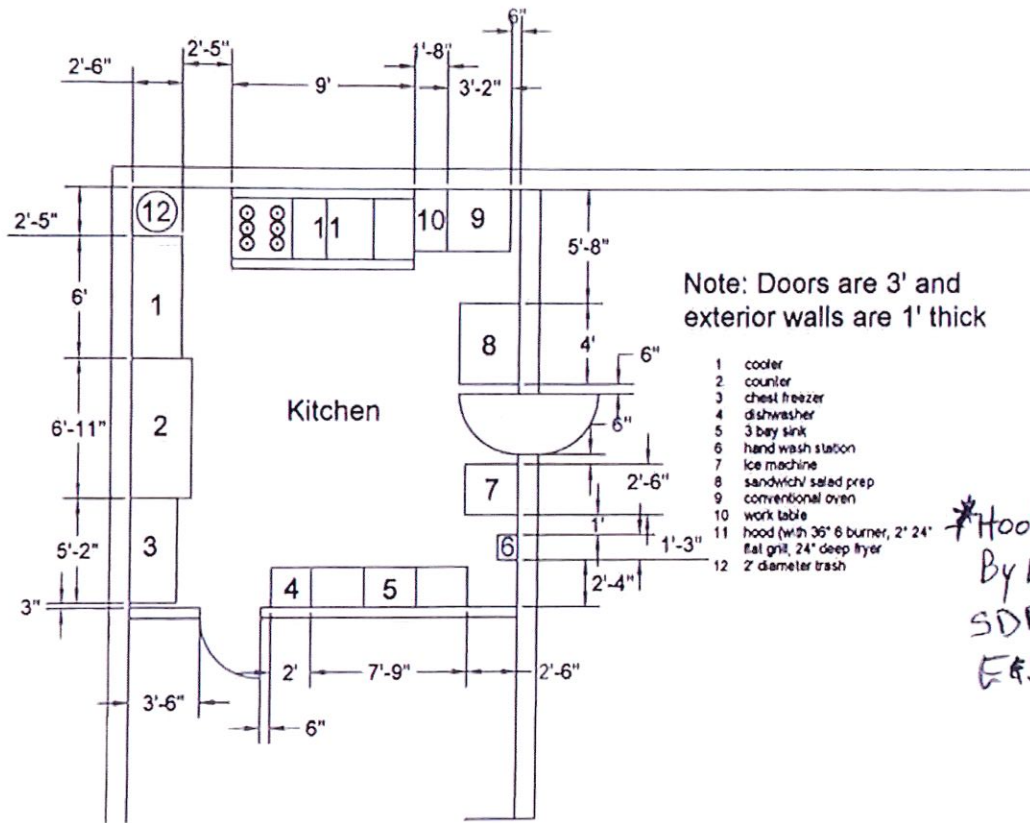 6"
2'-5"
1'-8"
2'-6"
9'
3'-2"
12
11
10
9
2'-5"
5'-8"
6'
1
8
4'
6"
Note: Doors are 3' and
exterior walls are 1' thick
Kitchen
6'-11"
2
6"
7
2'-6"
1'
6
1'-3"
5'-2"
3
2'-4"
4
5
3"
2'
7'-9"
2'-6"
3'-6"
6"
1 cooler
2 counter
3 chest freezer
4 dishwasher
5 3 bay sink
6 hand wash station
7 ice machine
8 sandwich/ salad prep
9 conventional oven
10 work table
11 hood (with 36" 6 burner, 2" 24"
flat grill, 24" deep fryer
12 2' diameter trash
*Hoo
By